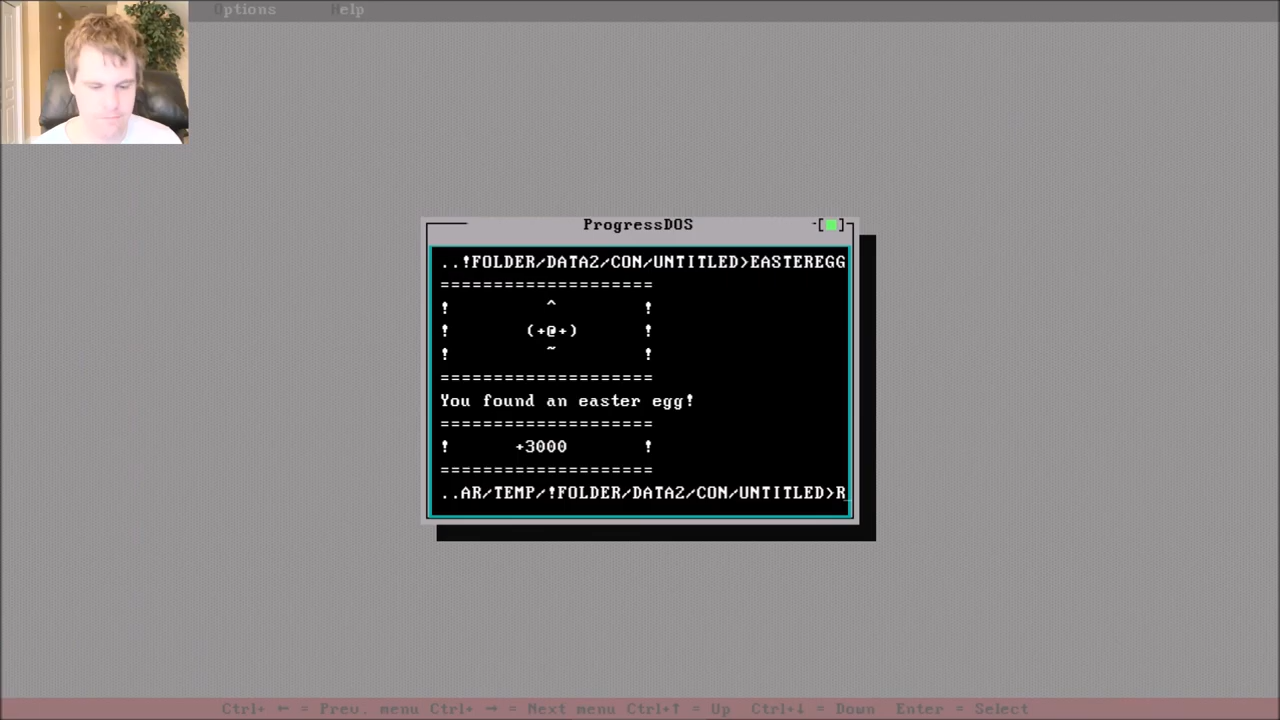 Options Help
ProgressDOS
-[■]
..!FOLDER/DATA2/CON/UNTITLED>EASTEREGG
====================
! ^ !
! (+@+) !
! ~ !
====================
You found an easter egg!
====================
! +3000 !
====================
..AR/TEMP/!FOLDER/DATA2/CON/UNTITLED>R_
Ctrl+ ← = Prev. menu Ctrl+ → = Next menu Ctrl+↑ = Up Ctrl+↓ = Down Enter = Select